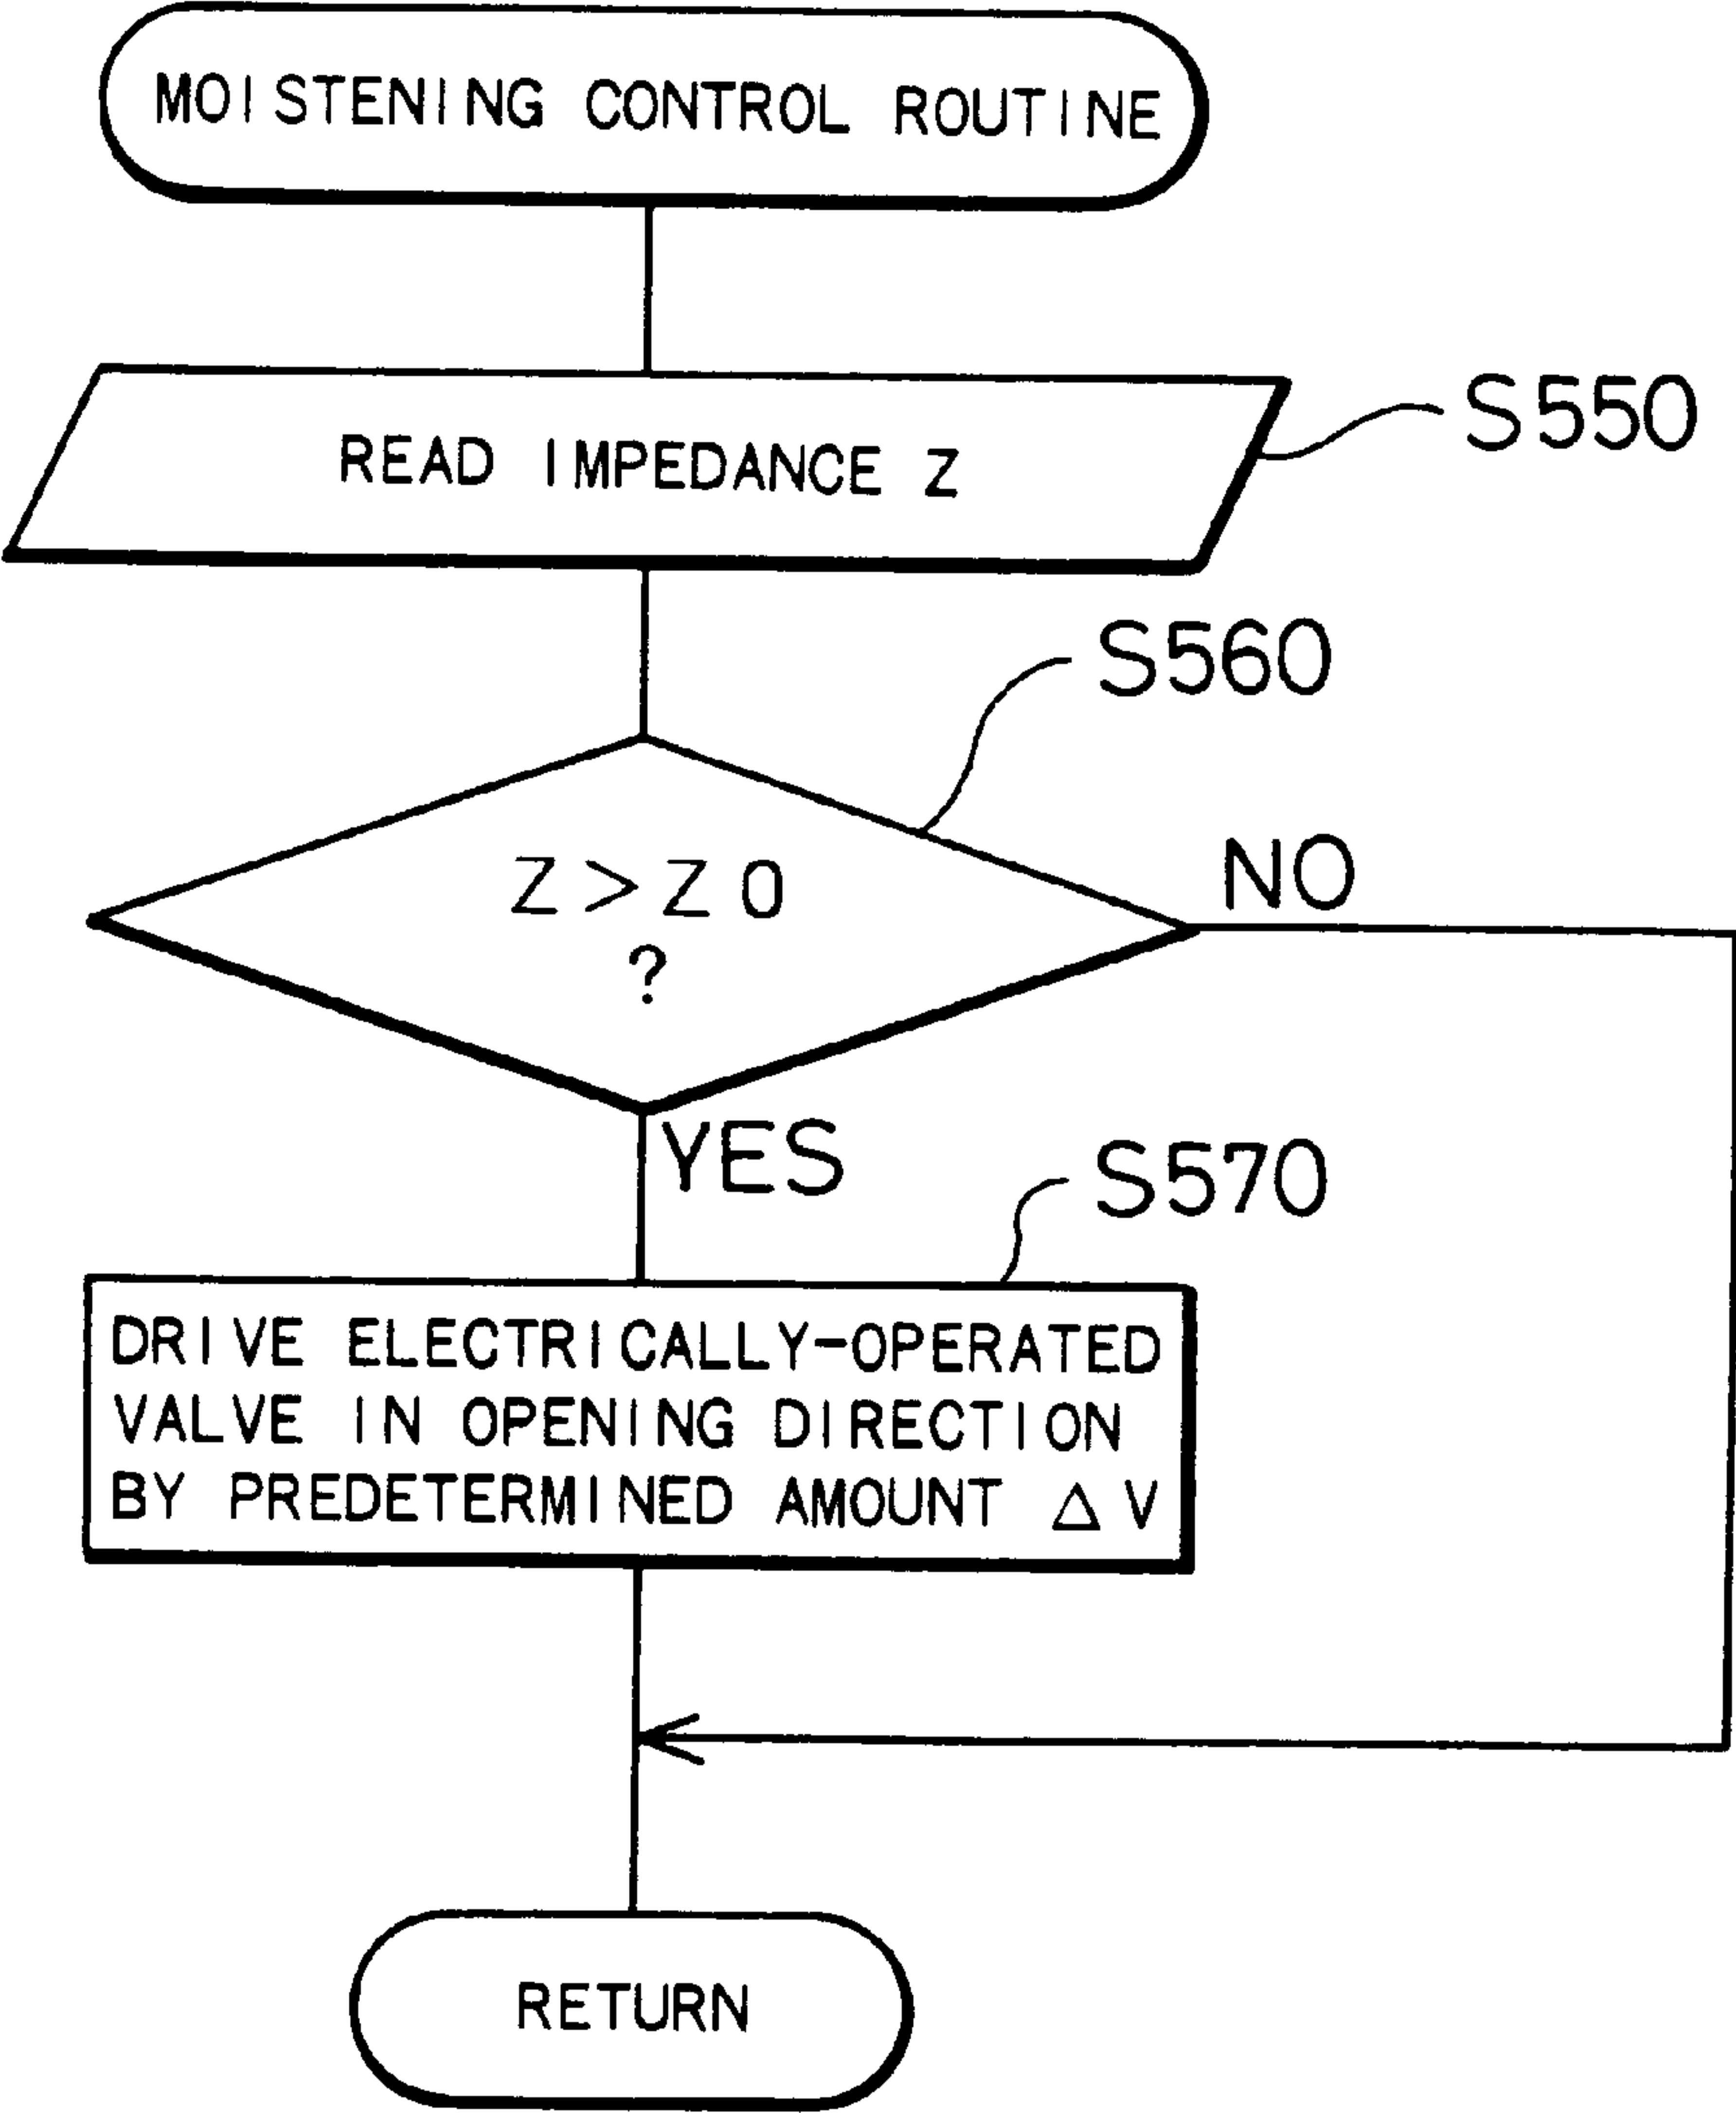 MOISTENING CONTROL ROUTINE
READ IMPEDANCE Z
S550
S560
Z > Z 0
?
NO
YES
S570
DRIVE ELECTRICALLY-OPERATED
VALVE IN OPENING DIRECTION
BY PREDETERMINED AMOUNT △ V
RETURN